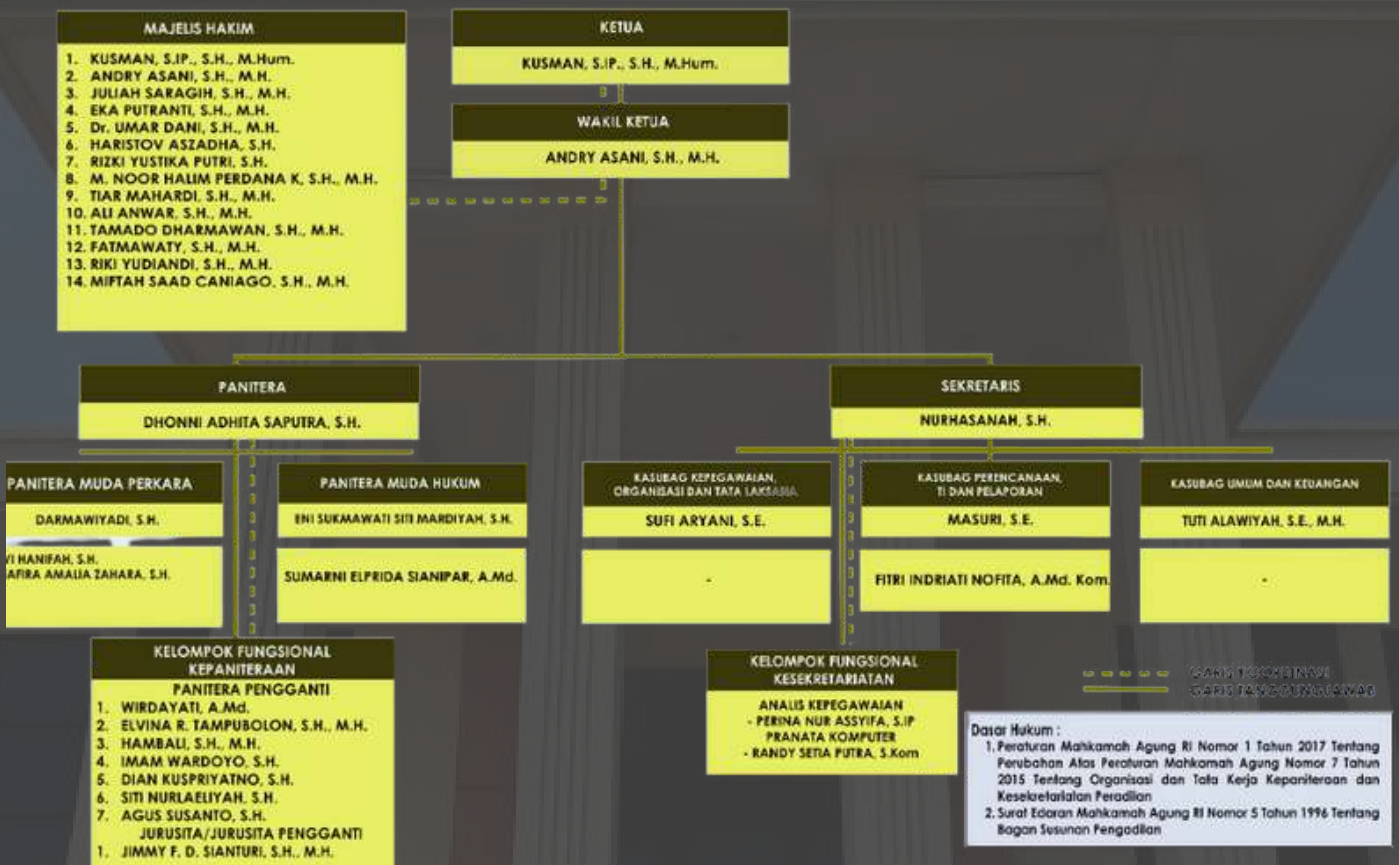 MAJELIS HAKIM
1. KUSMAN, S.IP., S.H., M.Hum.
2. ANDRY ASANI, S.H., M.H.
3. JULIAH SARAGIH, S.H., M.H.
4. EKA PUTRANTI, S.H., M.H.
5. Dr. UMAR DANI, S.H., M.H.
6. HARISTOV ASZADHA, S.H.
7. RIZKI YUSTIKA PUTRI, S.H.
8. M. NOOR HALIM PERDANA K, S.H., M.H.
9. TIAR MAHARDI, S.H., M.H.
10. ALI ANWAR, S.H., M.H.
11. TAMADO DHARMAWAN, S.H., M.H.
12. FATMAWATY, S.H., M.H.
13. RIKI YUDIANDI, S.H., M.H.
14. MIFTAH SAAD CANIAGO, S.H., M.H.
KETUA
KUSMAN, S.IP., S.H., M.Hum.
WAKIL KETUA
ANDRY ASANI, S.H., M.H.
PANITERA
DHONNI ADHITA SAPUTRA, S.H.
SEKRETARIS
NURHASANAH, S.H.
PANITERA MUDA PERKARA
DARMAWIYADI, S.H.
VI HANIFAH, S.H.
AFIRA AMALIA ZAHARA, S.H.
PANITERA MUDA HUKUM
ENI SUKMAWATI SITI MARDIYAH, S.H.
SUMARNI ELPRIDA SIANIPAR, A.Md.
KASUBAG KEPEGAWAIAN,
ORGANISASI DAN TATA LAKSANA
SUFI ARYANI, S.E.
-
KASUBAG PERENCANAAN,
TI DAN PELAPORAN
MASURI, S.E.
FITRI INDRIATI NOFITA, A.Md. Kom.
KASUBAG UMUM DAN KEUANGAN
TUTI ALAWIYAH, S.E., M.H.
-
KELOMPOK FUNGSIONAL
KEPANITERAAN
PANITERA PENGGANTI
1. WIRDAYATI, A.Md.
2. ELVINA R. TAMPUBOLON, S.H., M.H.
3. HAMBALI, S.H., M.H.
4. IMAM WARDOYO, S.H.
5. DIAN KUSPRIYATNO, S.H.
6. SITI NURLAELIYAH, S.H.
7. AGUS SUSANTO, S.H.
JURUSITA/JURUSITA PENGGANTI
1. JIMMY F. D. SIANTURI, S.H., M.H.
KELOMPOK FUNGSIONAL
KESEKRETARIATAN
ANALIS KEPEGAWAIAN
- PERINA NUR ASSYIFA, S.IP
PRANATA KOMPUTER
- RANDY SETIA PUTRA, S.Kom
GARIS KOORDINASI
GARIS TANGGUNGJAWAB
Dasar Hukum :
1. Peraturan Mahkamah Agung RI Nomor 1 Tahun 2017 Tentang
Perubahan Atas Peraturan Mahkamah Agung Nomor 7 Tahun
2015 Tentang Organisasi dan Tata Kerja Kepaniteraan dan
Kesekretariatan Peradilan
2. Surat Edaran Mahkamah Agung RI Nomor 5 Tahun 1996 Tentang
Bagan Susunan Pengadilan